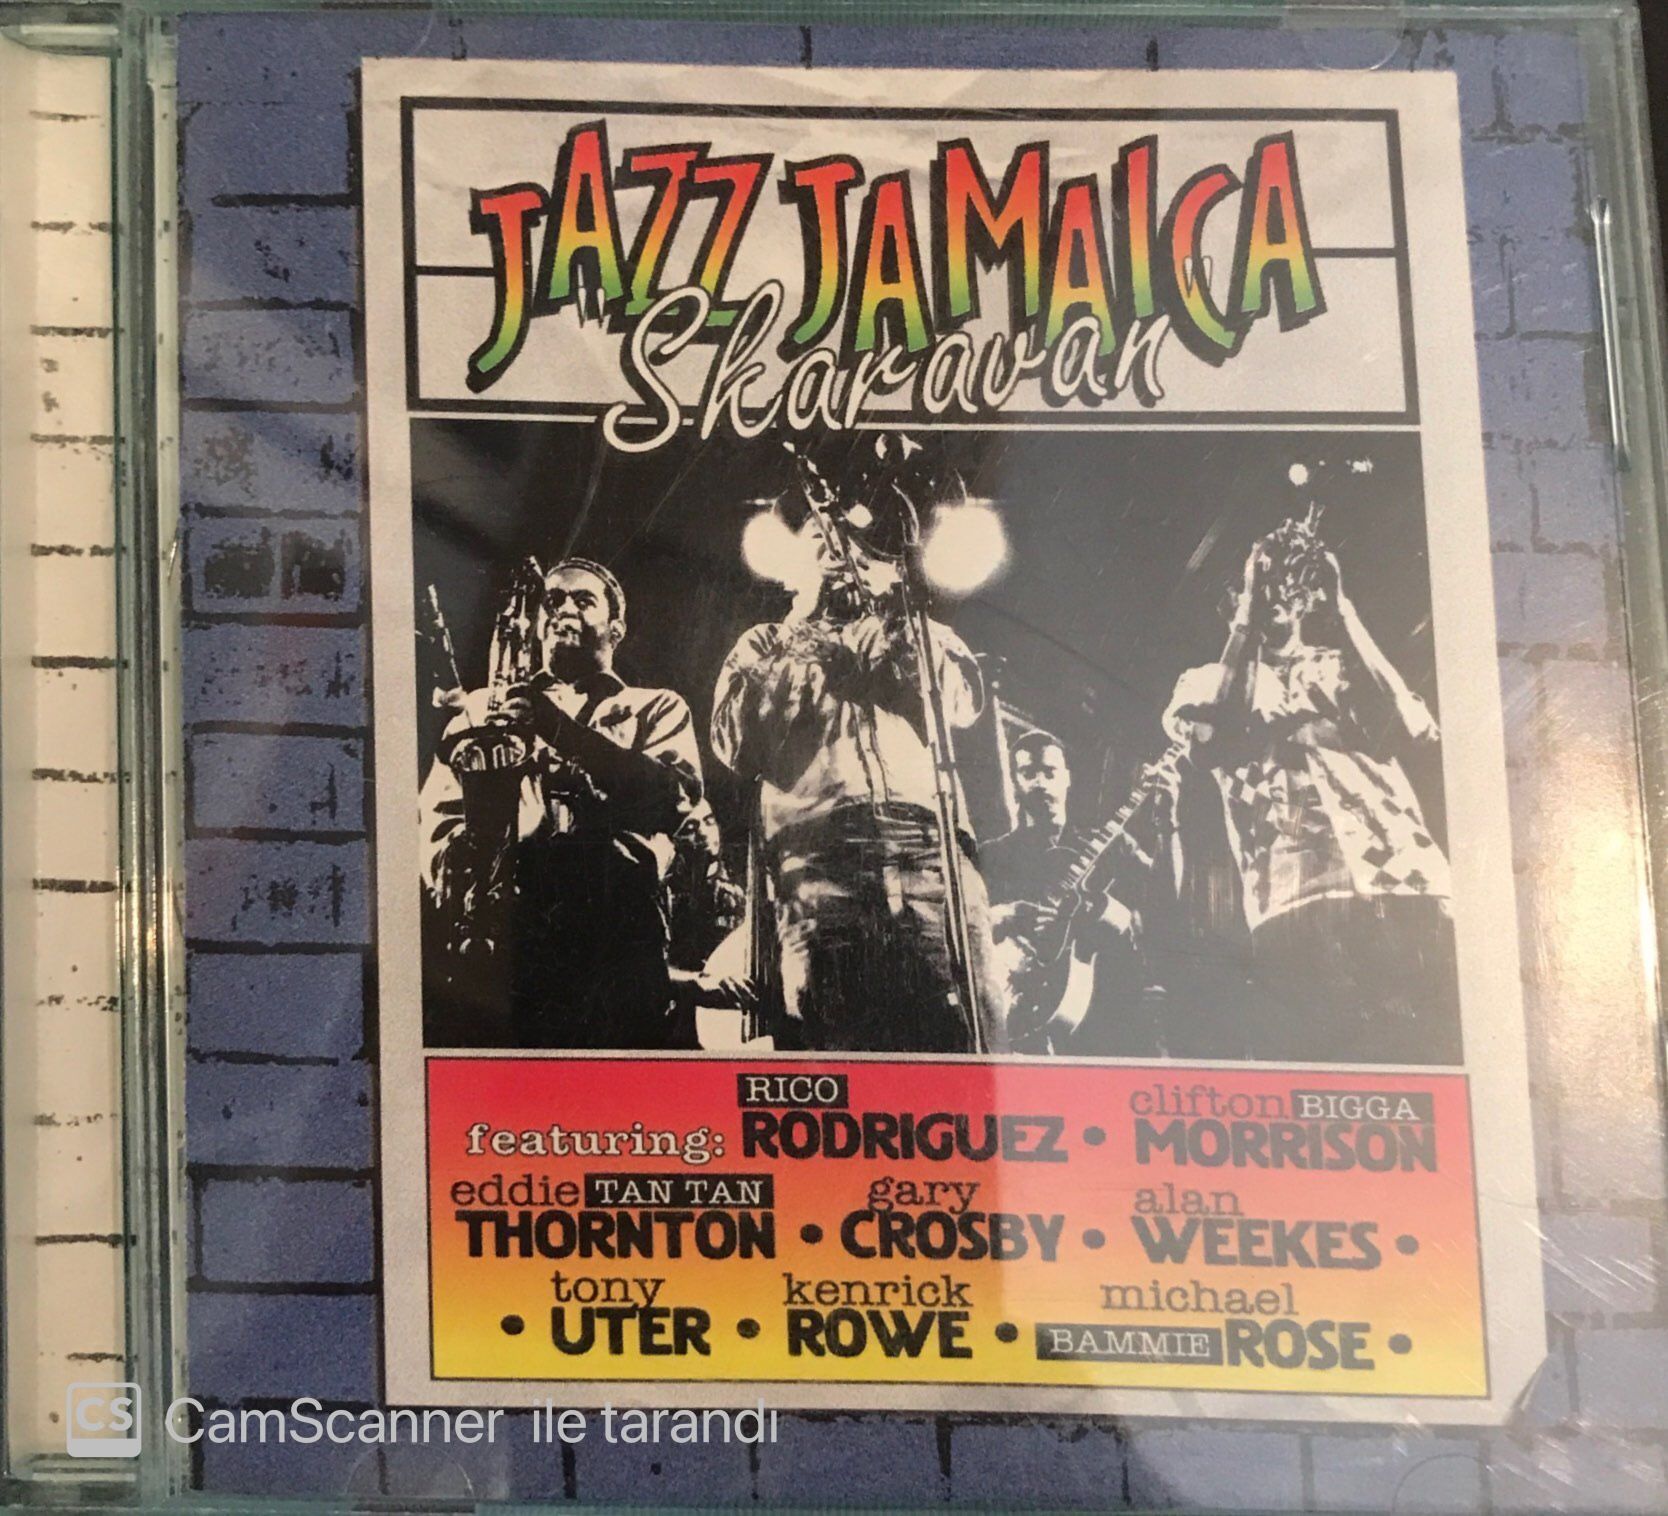 JAZZ JAMAICA
"Skaravan"
featuring: RICO RODRIGUEZ • clifton BIGGA MORRISON
eddie TAN TAN THORNTON • gary CROSBY • alan WEEKES •
• tony UTER • kenrick ROWE • michael BAMMIE ROSE •
CS CamScanner ile tarandı